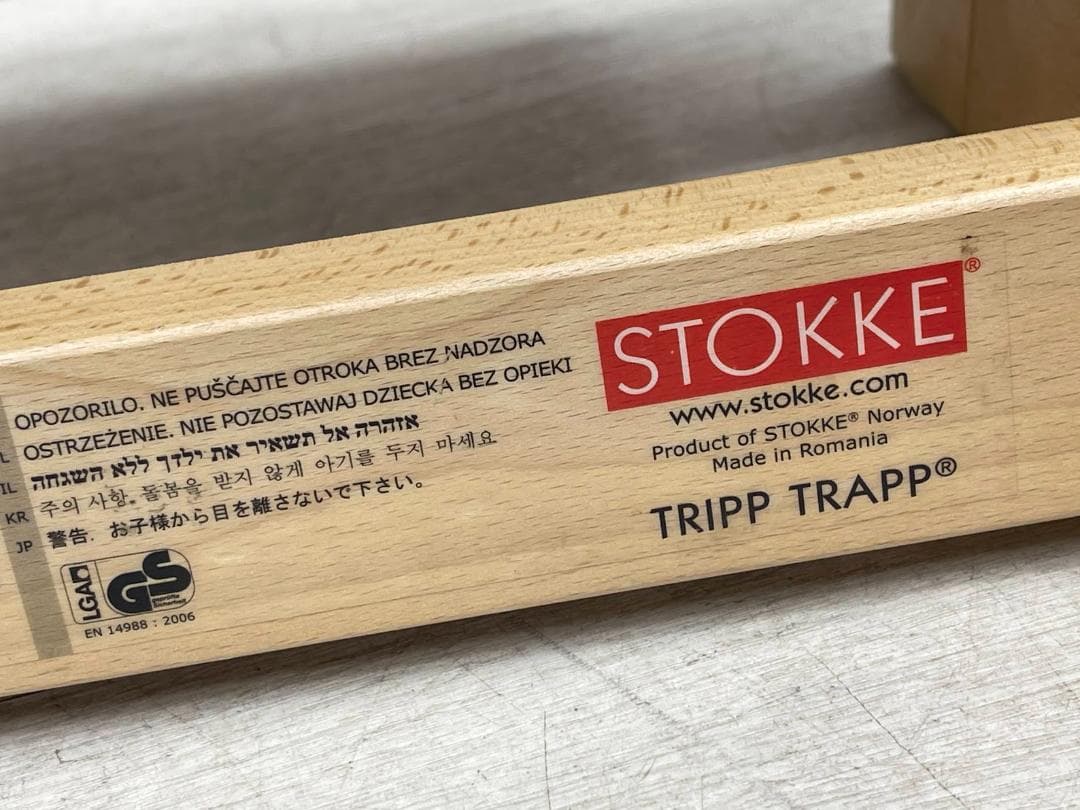 OPOZORILO. NE PUŠČAJTE OTROKA BREZ NADZORA
L OSTRZEŻENIE. NIE POZOSTAWAJ DZIECKA BEZ OPIEKI
IL אזהרה אל תשאיר את ילדך ללא השגחה
KR 주의 사항. 돌봄을 받지 않게 아기를 두지 마세요
JP 警告. お子様から目を離さないで下さい。
LGA GS geprüfte Sicherheit
EN 14988 : 2006
STOKKE®
www.stokke.com
Product of STOKKE® Norway
Made in Romania
TRIPP TRAPP®